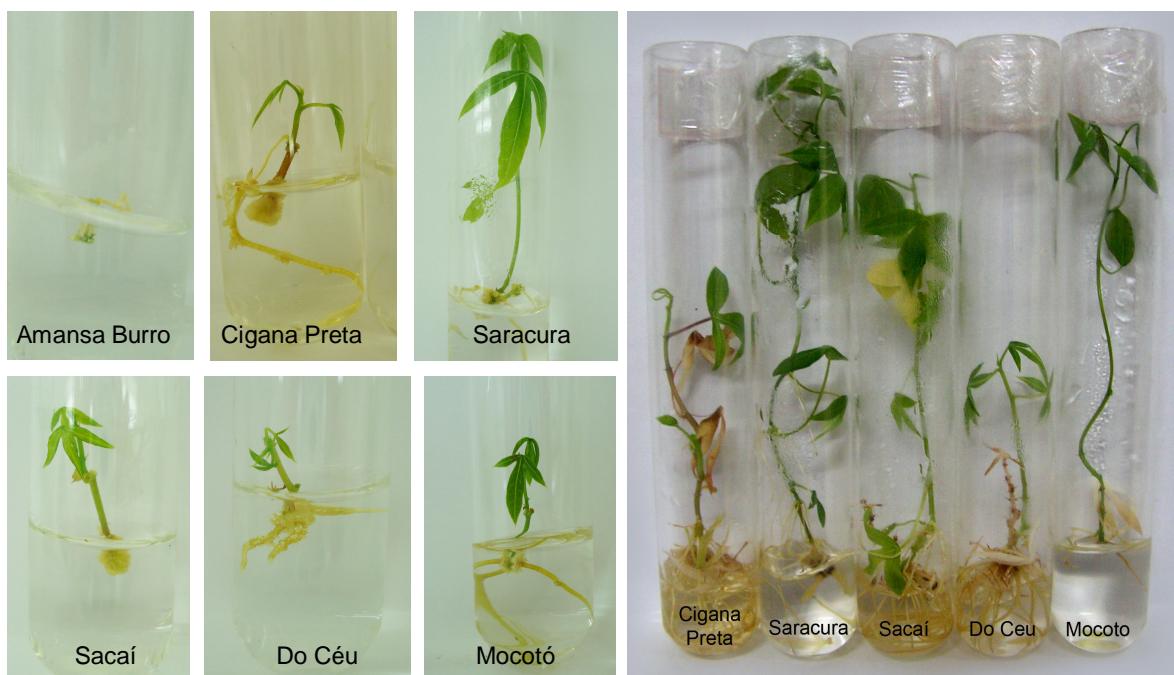 Amansa Burro
Cigana Preta
Saracura
Sacaí
Do Céu
Mocotó
Cigana
Preta
Saracura
Sacaí
Do Ceu
Mocoto